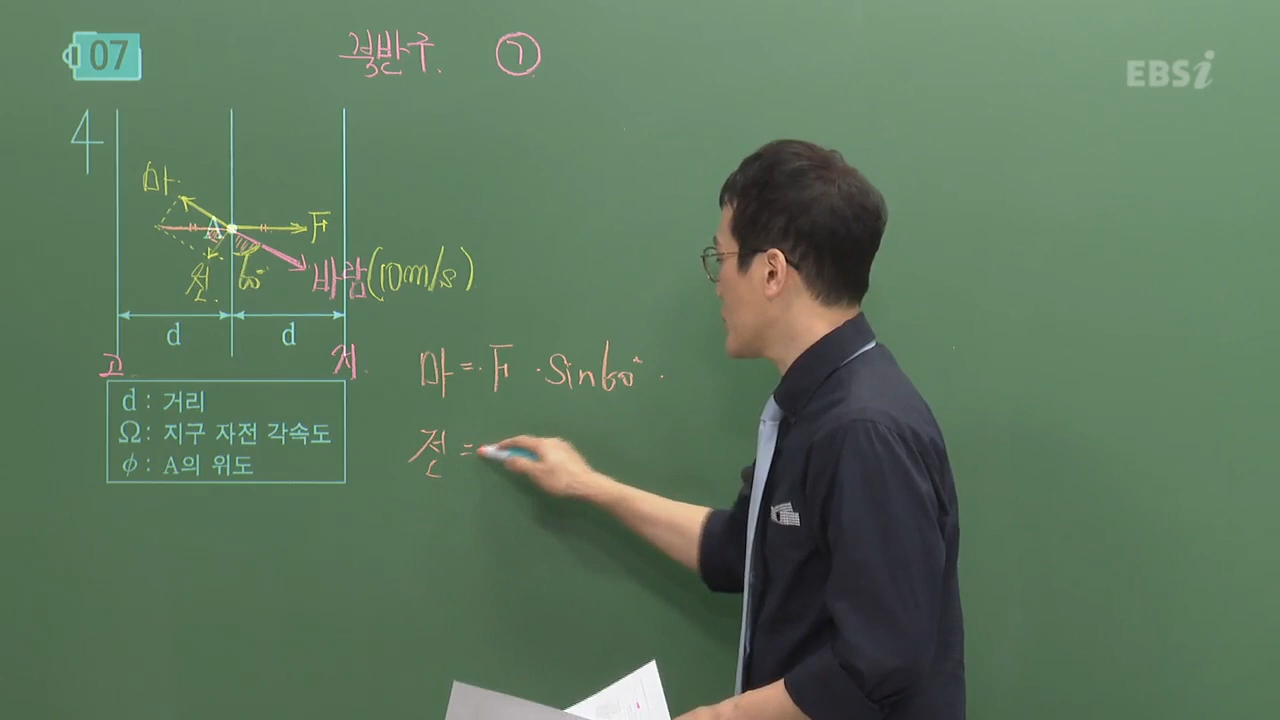 07
북반구. ①
EBSi
4
마.
A
F
전.
60°
바람(10m/s)
d
d
고.
저.
마 = F · sin60°.
d : 거리
Ω : 지구 자전 각속도
ϕ : A의 위도
전 =